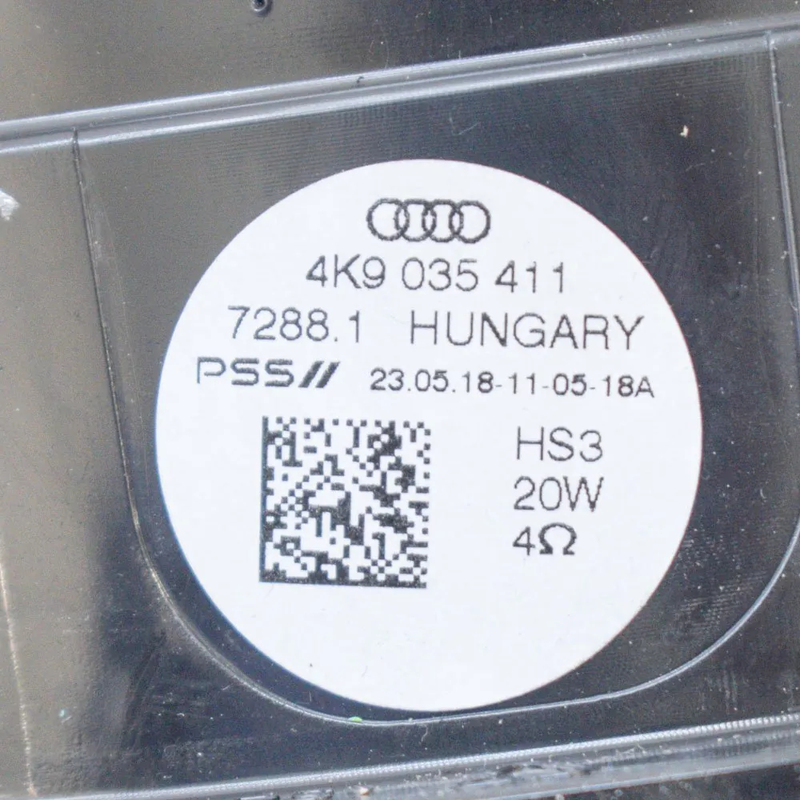 4K9 035 411
7288.1 HUNGARY
PSS// 23.05.18-11-05-18A
HS3
20W
4Ω